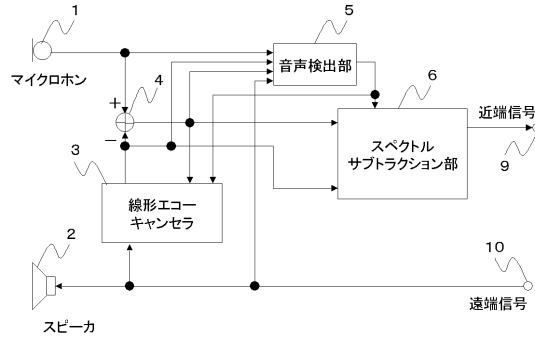 1
マイクロホン
+
4
−
5
音声検出部
6
スペクトル
サブトラクション部
近端信号
9
3
線形エコー
キャンセラ
2
スピーカ
10
遠端信号